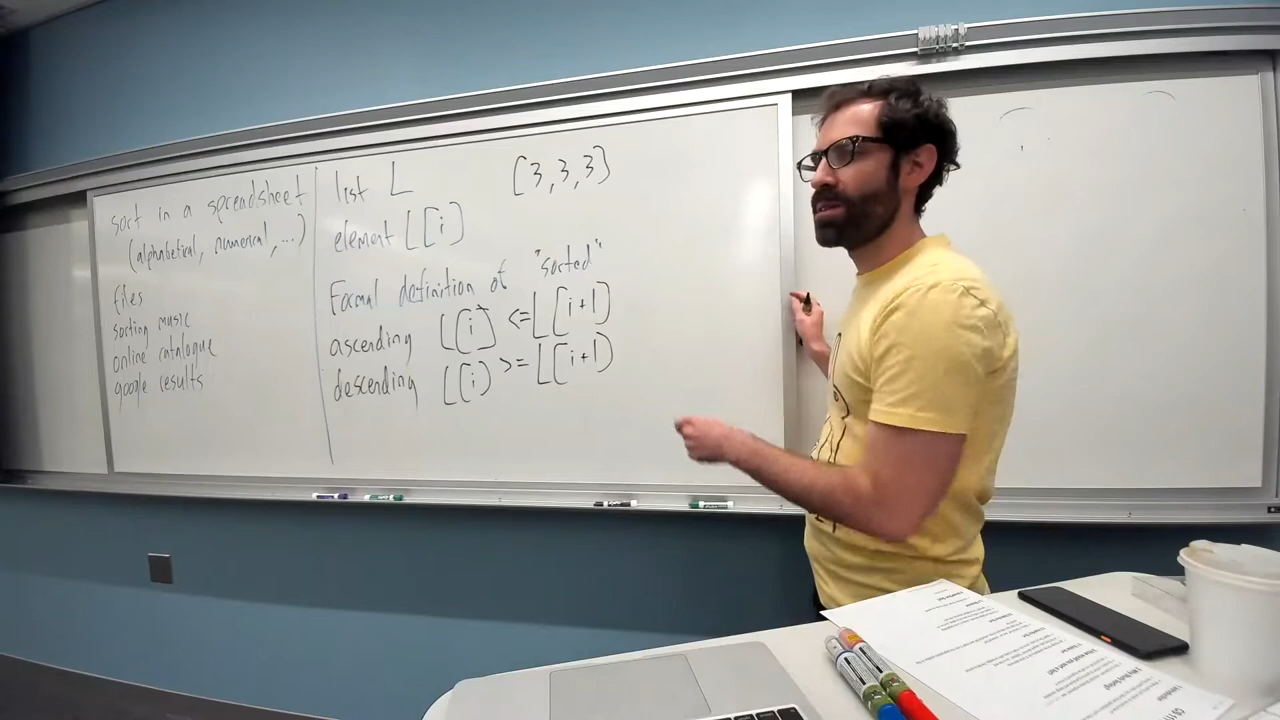 sort in a spreadsheet
(alphabetical, numerical, ...)
files
sorting music
online catalogue
google results
list L
[3,3,3]
element L[i]
Formal definition of "sorted"
ascending L[i] <= L[i+1]
descending L[i] >= L[i+1]